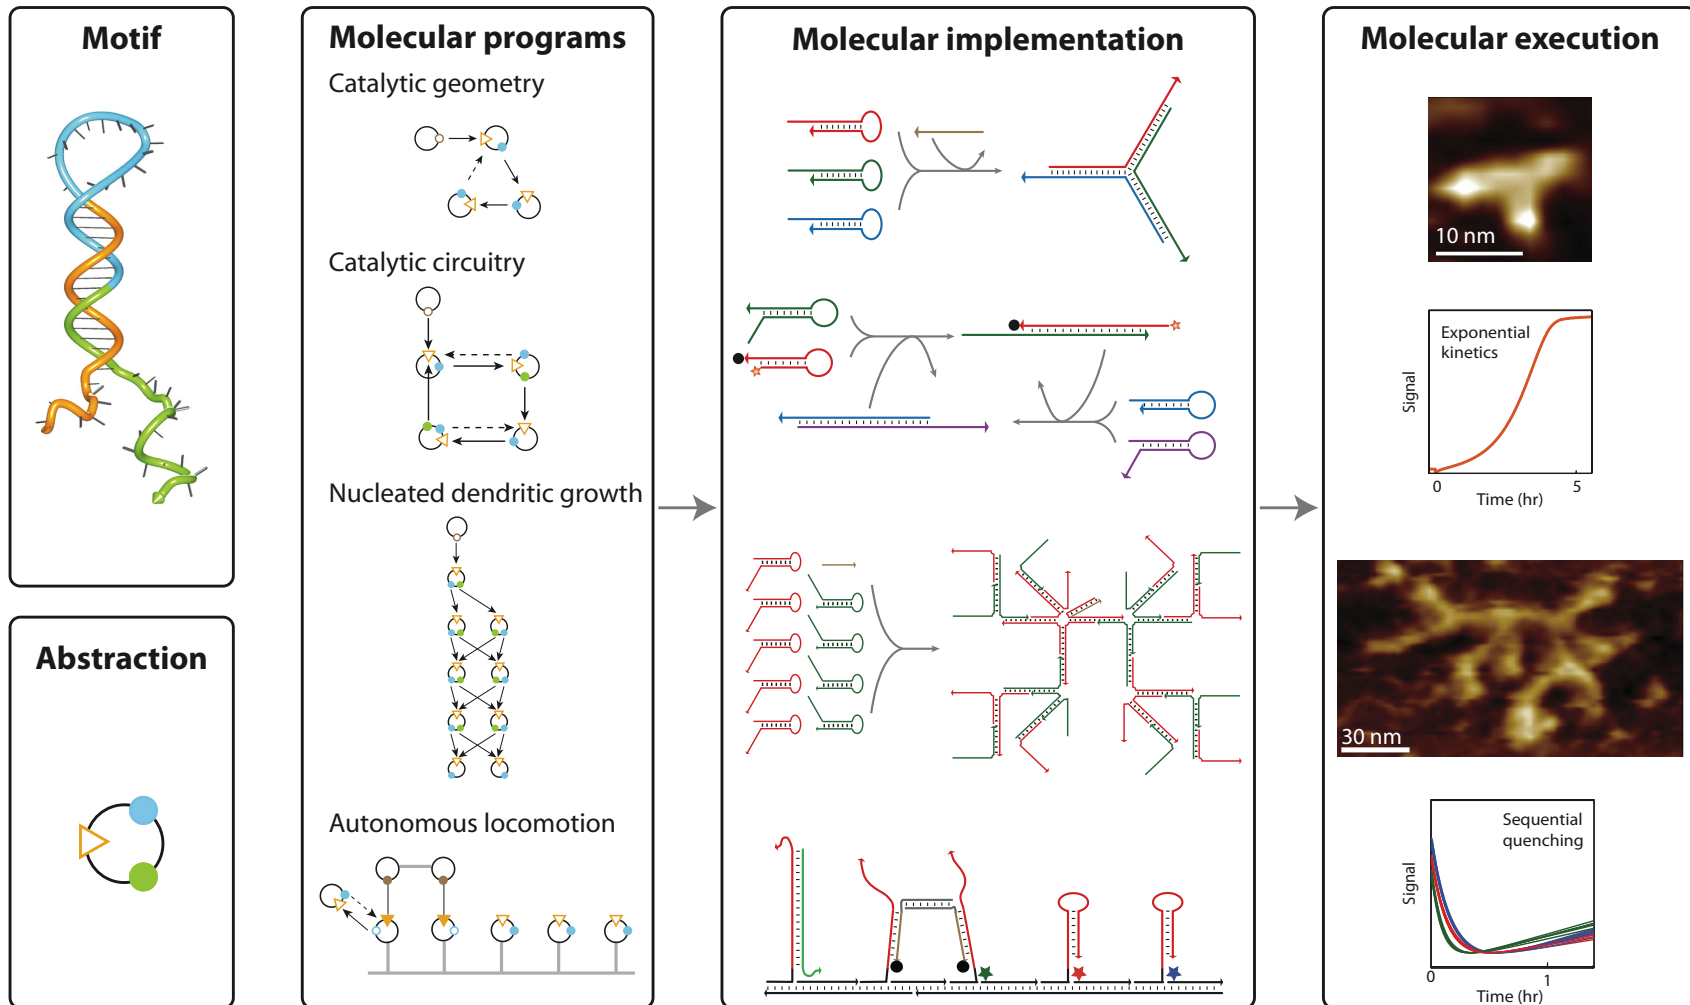 Motif
Abstraction
Molecular programs
Catalytic geometry
Catalytic circuitry
Nucleated dendritic growth
Autonomous locomotion
Molecular implementation
Molecular execution
10 nm
Exponential
kinetics
Signal
0
5
Time (hr)
30 nm
Sequential
quenching
Signal
0
1
Time (hr)